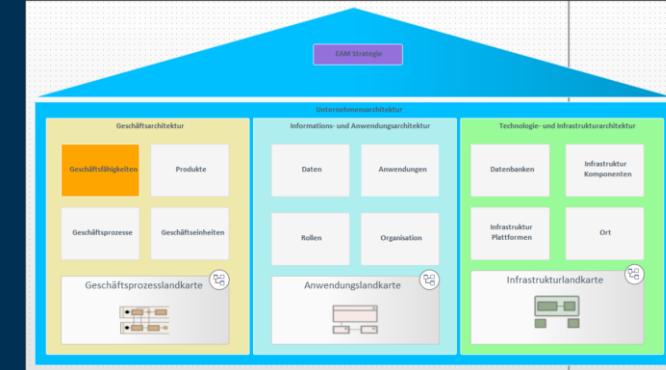 EAM Strategie
Unternehmensarchitektur
Geschäftsarchitektur
Informations- und Anwendungsarchitektur
Technologie- und Infrastrukturarchitektur
Geschäftsfähigkeiten
Produkte
Daten
Anwendungen
Datenbanken
Infrastruktur
Komponenten
Geschäftsprozesse
Geschäftseinheiten
Rollen
Organisation
Infrastruktur
Plattformen
Ort
Geschäftsprozesslandkarte
Anwendungslandkarte
Infrastrukturlandkarte